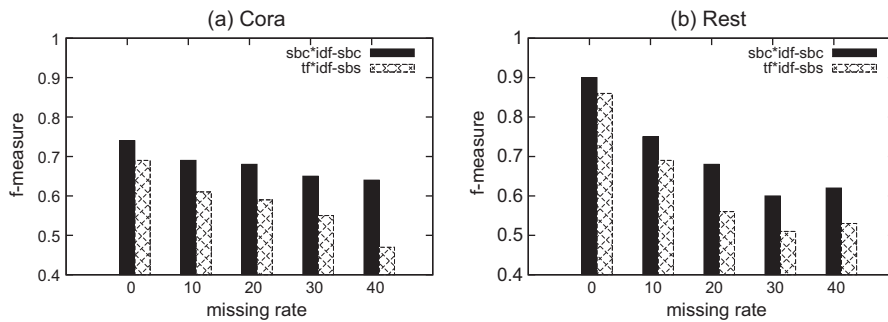 (a) Cora
f-measure
1
0.9
0.8
0.7
0.6
0.5
0.4
sbc*idf-sbc
tf*idf-sbs
0 10 20 30 40
missing rate
(b) Rest
f-measure
1
0.9
0.8
0.7
0.6
0.5
0.4
sbc*idf-sbc
tf*idf-sbs
0 10 20 30 40
missing rate